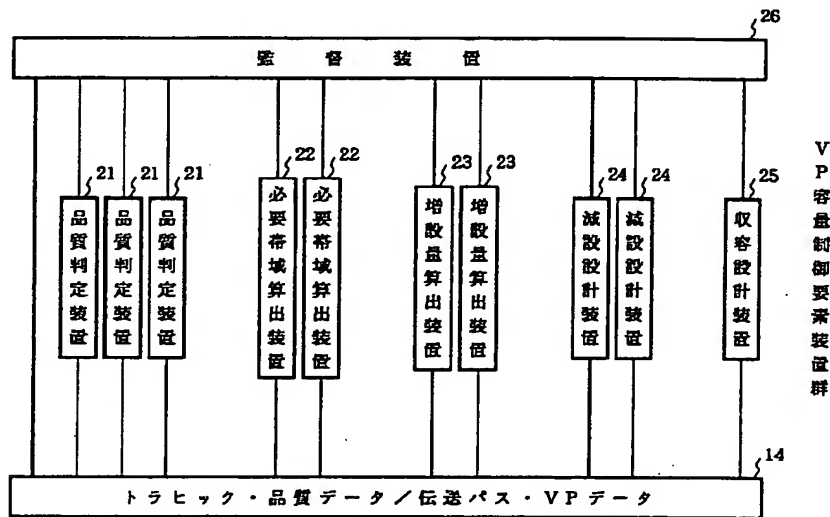 26
監督装置
21
21
21
22
22
23
23
24
24
25
品質判定装置
品質判定装置
品質判定装置
必要帯域算出装置
必要帯域算出装置
増設量算出装置
増設量算出装置
減設設計装置
減設設計装置
収容設計装置
VP容量制御要素装置群
14
トラヒック・品質データ/伝送パス・VPデータ